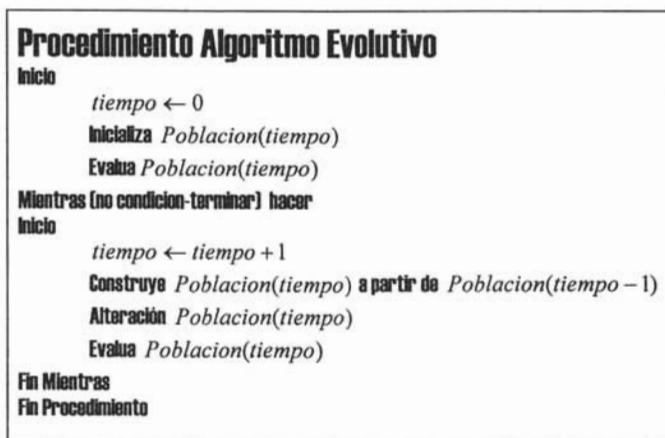 Procedimiento Algoritmo Evolutivo
Inicio
tiempo ← 0
Inicializa Poblacion(tiempo)
Evalua Poblacion(tiempo)
Mientras (no condicion-terminar) hacer
Inicio
tiempo ← tiempo + 1
Construye Poblacion(tiempo) a partir de Poblacion(tiempo − 1)
Alteración Poblacion(tiempo)
Evalua Poblacion(tiempo)
Fin Mientras
Fin Procedimiento